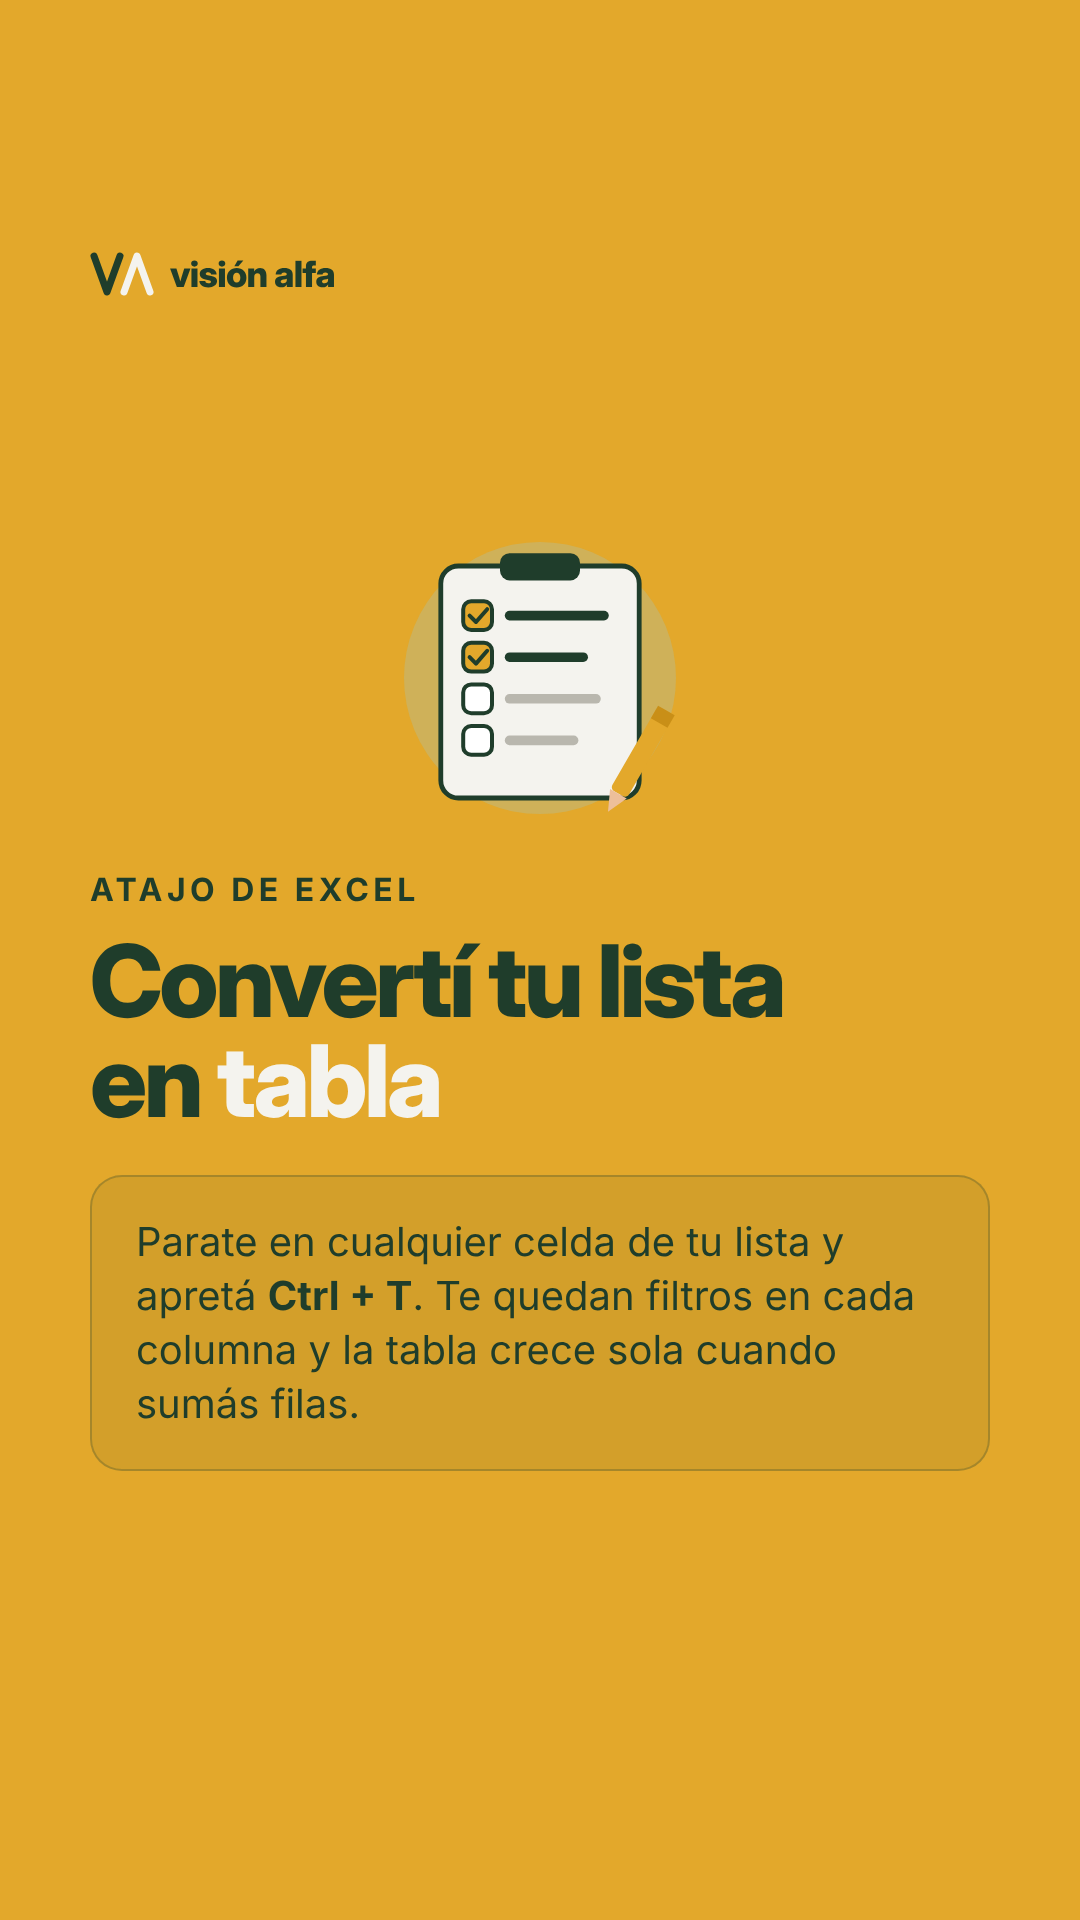 visión alfa
ATAJO DE EXCEL
Convertí tu lista
en tabla
Parate en cualquier celda de tu lista y
apretá Ctrl + T. Te quedan filtros en cada
columna y la tabla crece sola cuando
sumás filas.